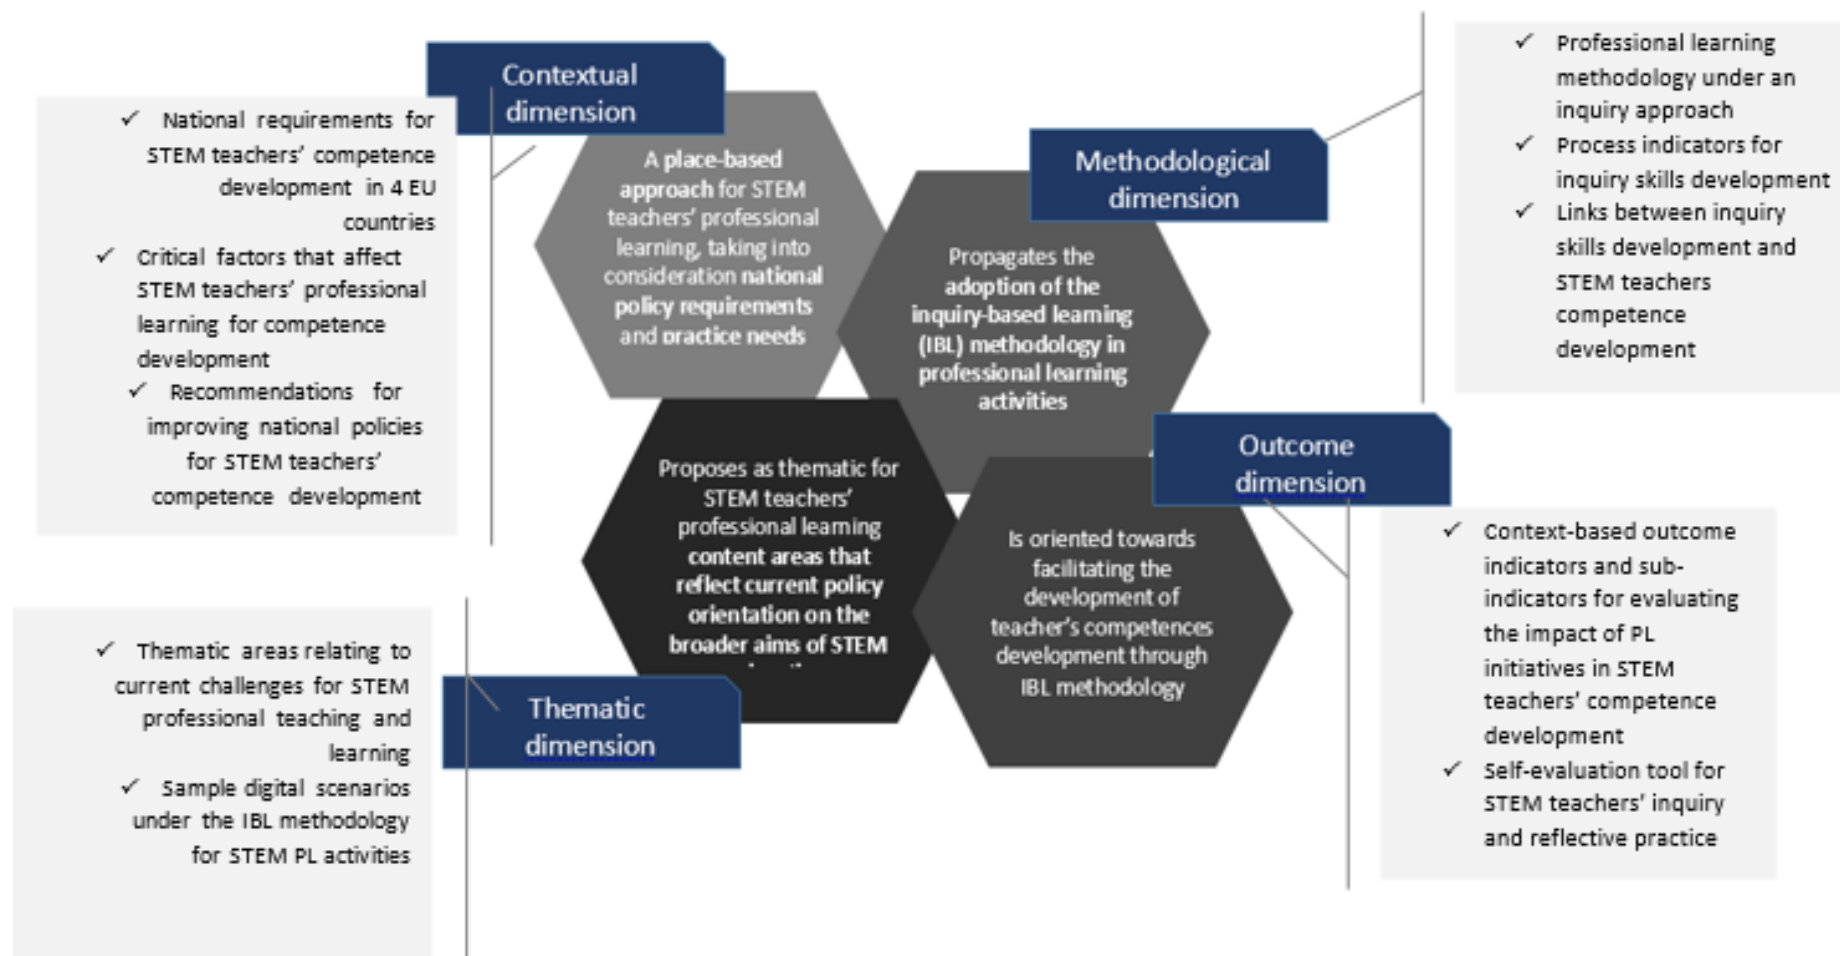 Contextual
dimension
✓ National requirements for
STEM teachers' competence
development in 4 EU
countries
✓ Critical factors that affect
STEM teachers' professional
learning for competence
development
✓ Recommendations for
improving national policies
for STEM teachers'
competence development
A place-based
approach for STEM
teachers' professional
learning, taking into
consideration national
policy requirements
and practice needs
Methodological
dimension
✓ Professional learning
methodology under an
inquiry approach
✓ Process indicators for
inquiry skills development
✓ Links between inquiry
skills development and
STEM teachers
competence
development
Propagates the
adoption of the
inquiry-based learning
(IBL) methodology in
professional learning
activities
Proposes as thematic for
STEM teachers'
professional learning
content areas that
reflect current policy
orientation on the
broader aims of STEM
Thematic
dimension
✓ Thematic areas relating to
current challenges for STEM
professional teaching and
learning
✓ Sample digital scenarios
under the IBL methodology
for STEM PL activities
Outcome
dimension
Is oriented towards
facilitating the
development of
teacher's competences
development through
IBL methodology
✓ Context-based outcome
indicators and sub-
indicators for evaluating
the impact of PL
initiatives in STEM
teachers' competence
development
✓ Self-evaluation tool for
STEM teachers' inquiry
and reflective practice